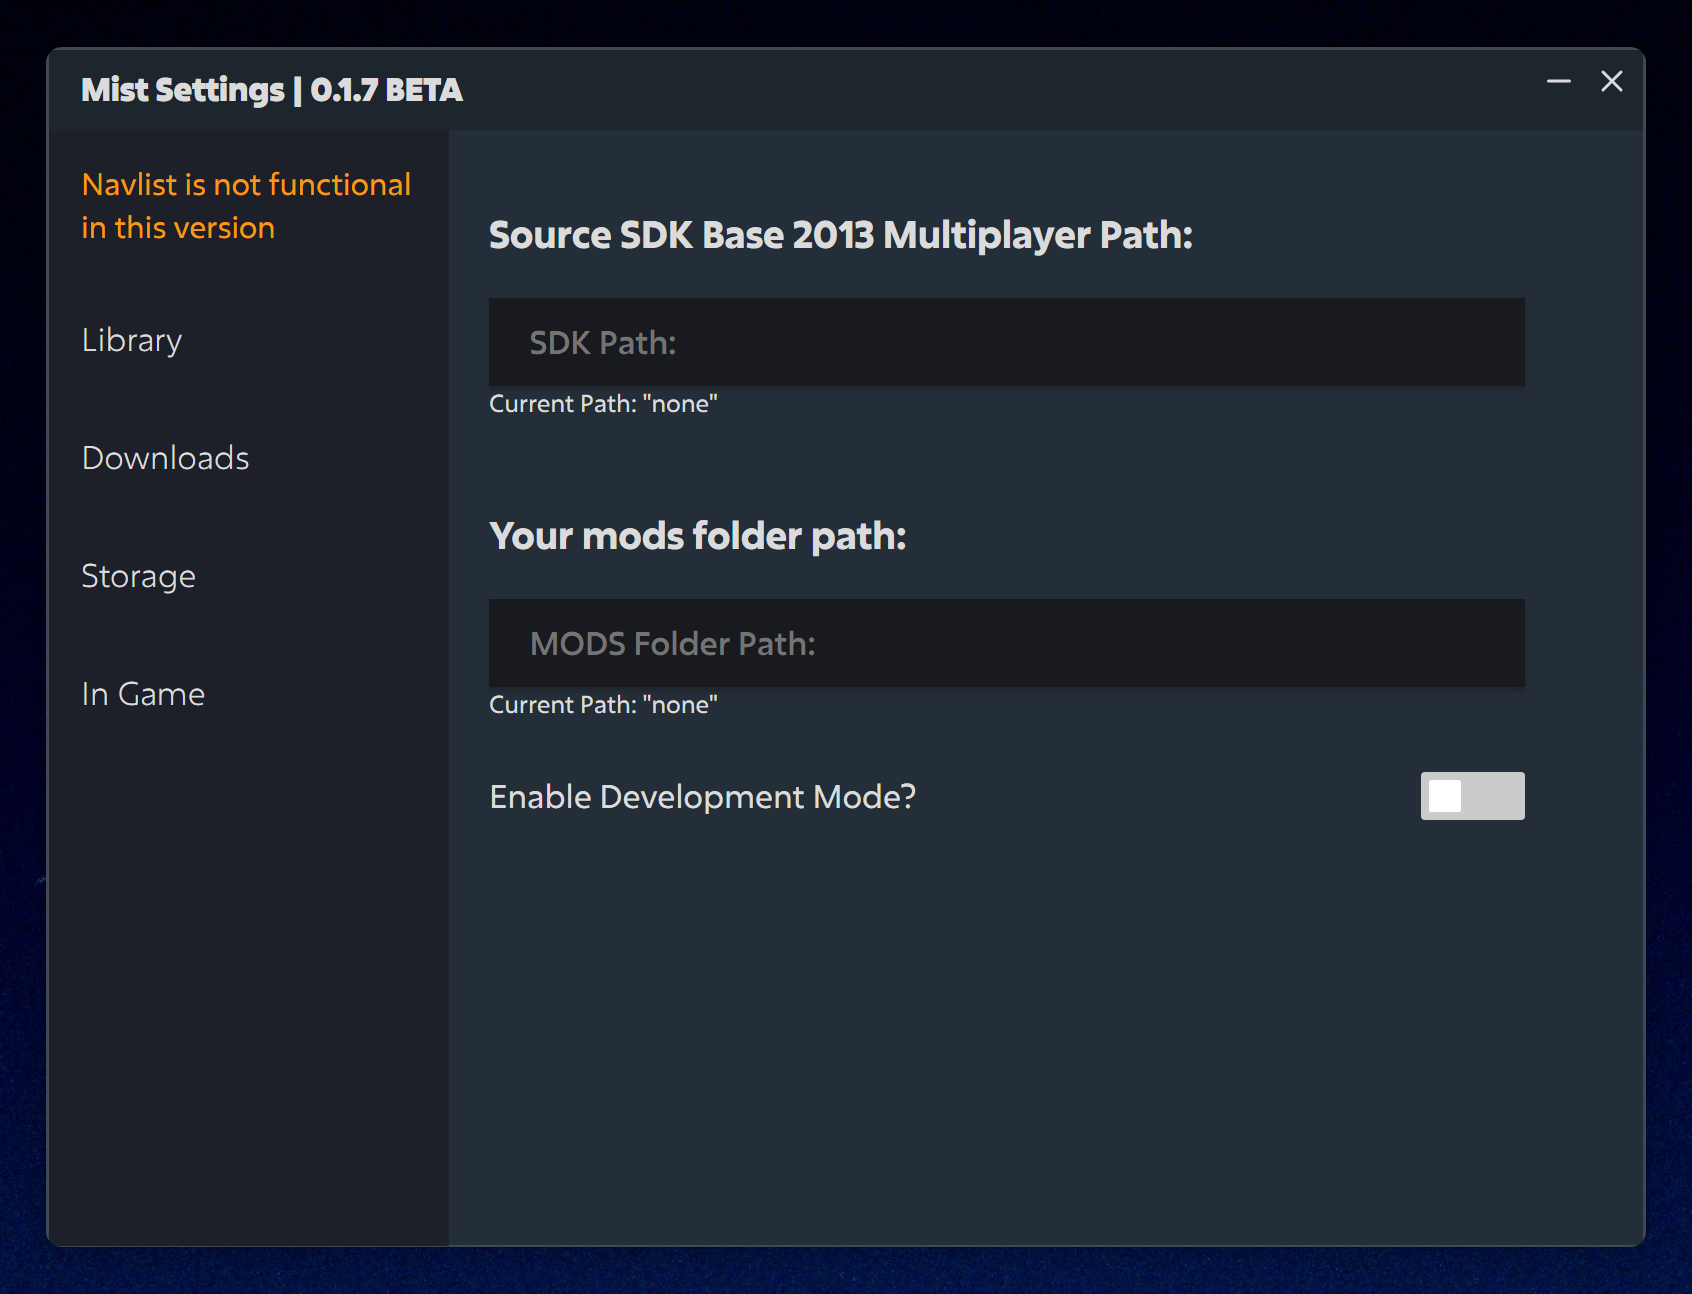 Mist Settings | 0.1.7 BETA
Navlist is not functional
in this version
Library
Downloads
Storage
In Game
Source SDK Base 2013 Multiplayer Path:
SDK Path:
Current Path: "none"
Your mods folder path:
MODS Folder Path:
Current Path: "none"
Enable Development Mode?